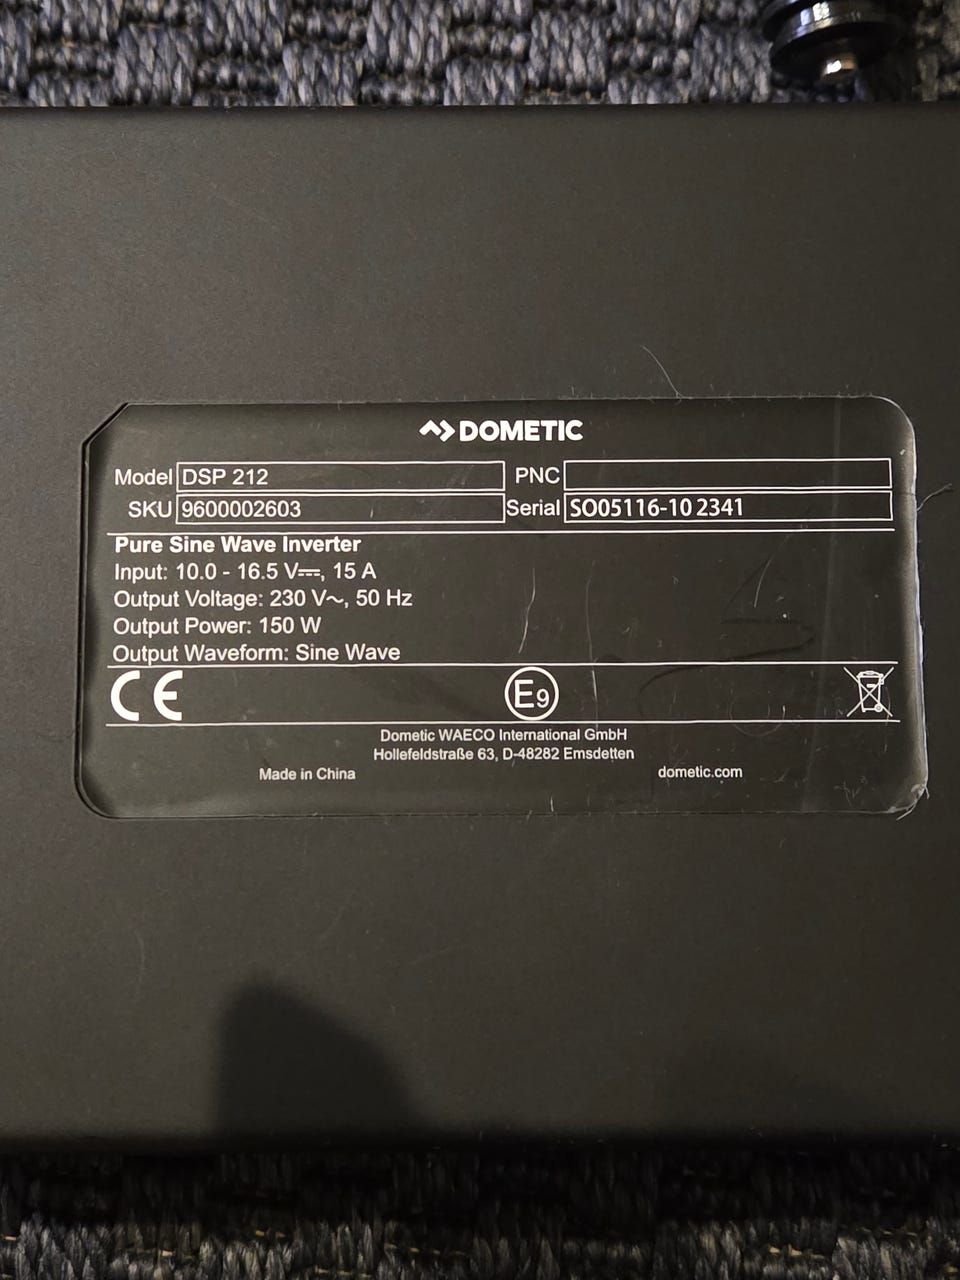 DOMETIC
Model DSP 212 PNC
SKU 9600002603 Serial SO05116-10 2341
Pure Sine Wave Inverter
Input: 10.0 - 16.5 V⎓, 15 A
Output Voltage: 230 V~, 50 Hz
Output Power: 150 W
Output Waveform: Sine Wave
CE E9
Dometic WAECO International GmbH
Hollefeldstraße 63, D-48282 Emsdetten
Made in China dometic.com